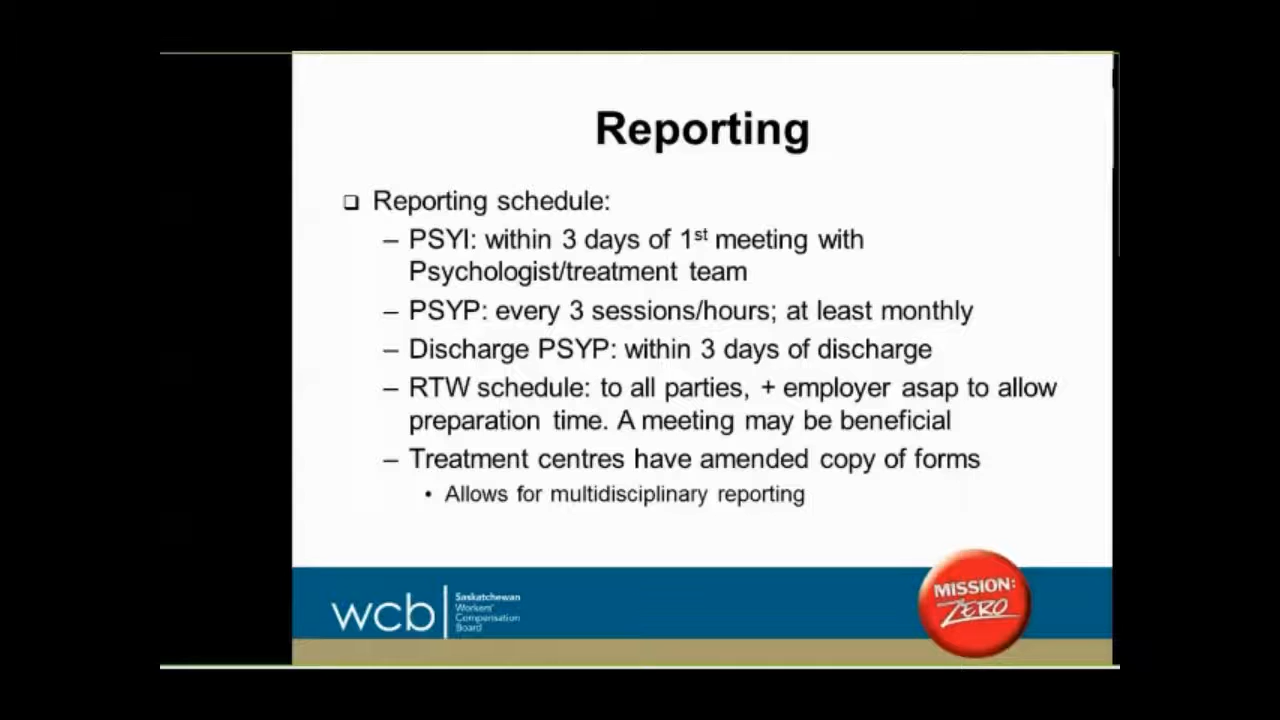 Reporting
❑ Reporting schedule:
– PSYI: within 3 days of 1st meeting with
Psychologist/treatment team
– PSYP: every 3 sessions/hours; at least monthly
– Discharge PSYP: within 3 days of discharge
– RTW schedule: to all parties, + employer asap to allow
preparation time. A meeting may be beneficial
– Treatment centres have amended copy of forms
• Allows for multidisciplinary reporting
wcb
Saskatchewan
Workers'
Compensation
Board
MISSION:
ZERO